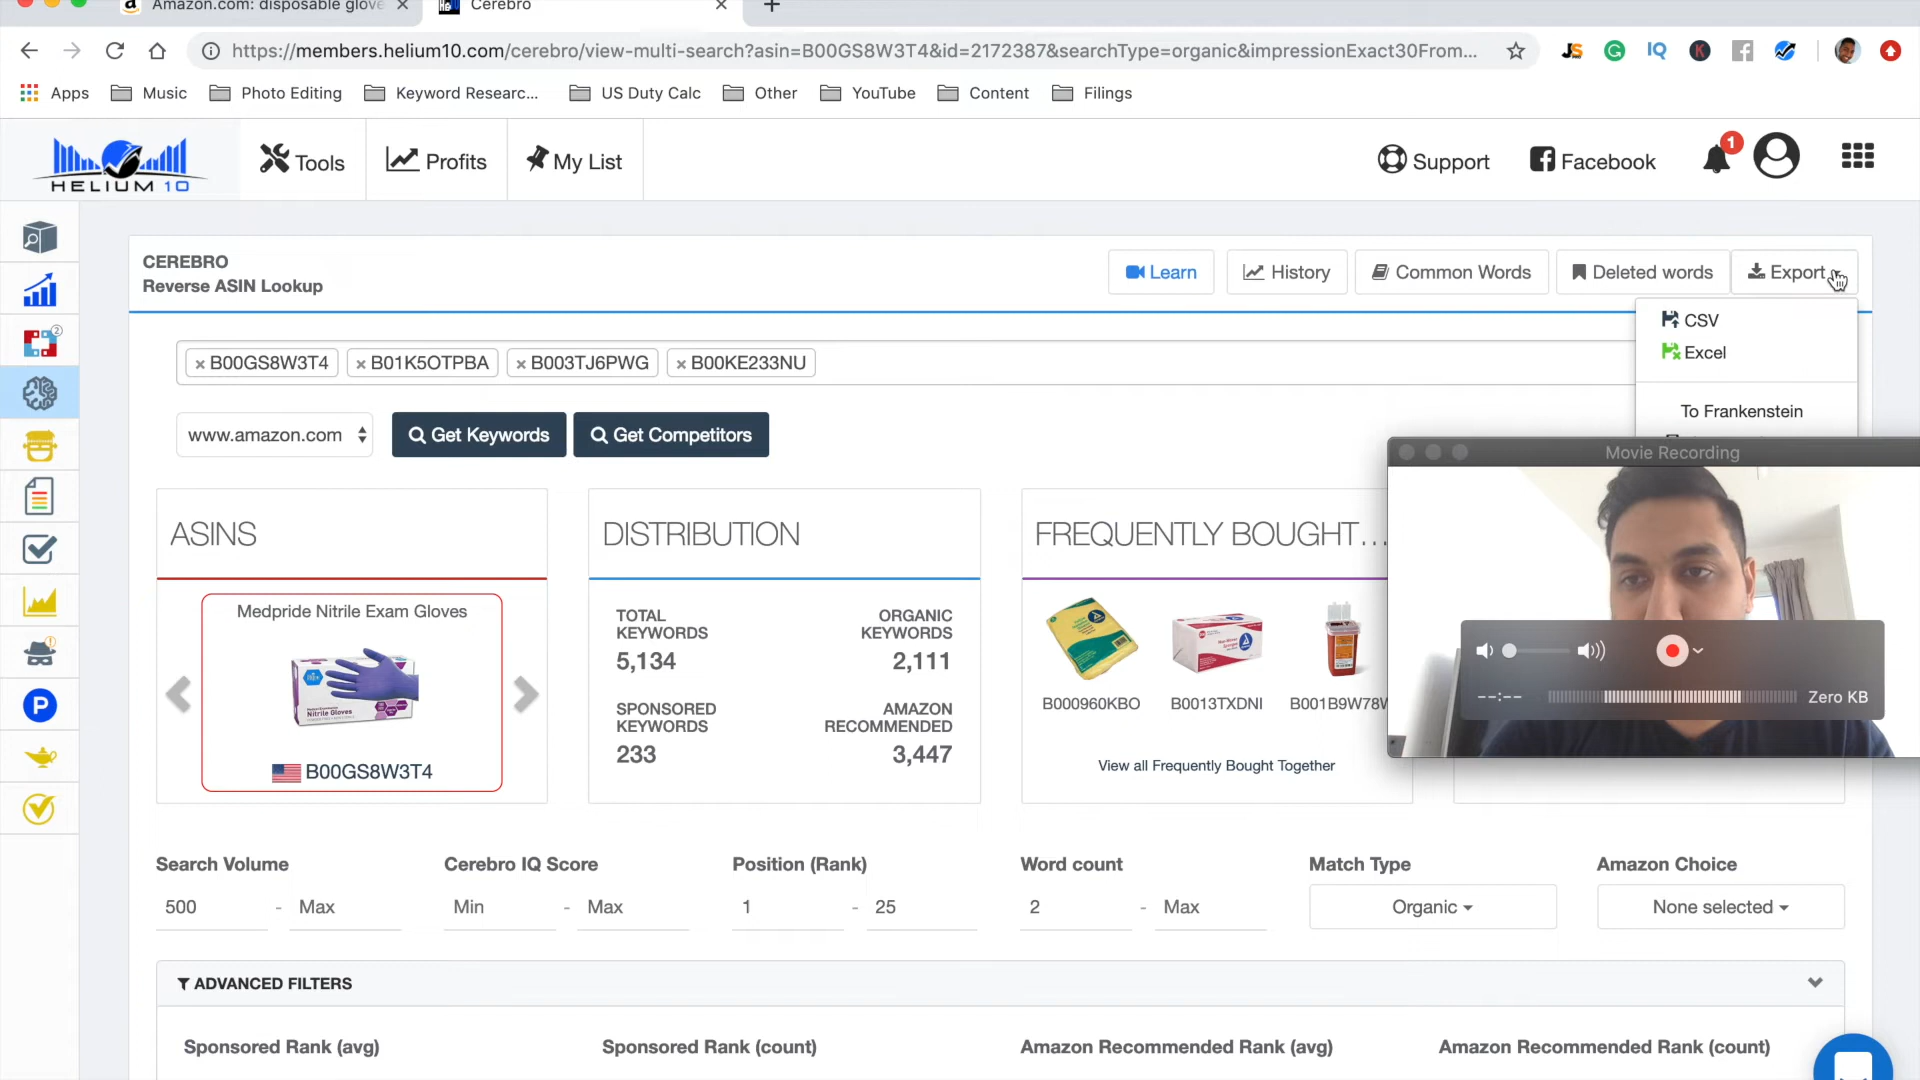 Amazon.com: disposable glove
Cerebro
https://members.helium10.com/cerebro/view-multi-search?asin=B00GS8W3T4&id=2172387&searchType=organic&impressionExact30From...
Apps Music Photo Editing Keyword Researc... US Duty Calc Other YouTube Content Filings
HELIUM 10
Tools
Profits
My List
Support
Facebook
1
CEREBRO
Reverse ASIN Lookup
Learn
History
Common Words
Deleted words
Export
CSV
Excel
To Frankenstein
× B00GS8W3T4 × B01K5OTPBA × B003TJ6PWG × B00KE233NU
www.amazon.com
Get Keywords
Get Competitors
Movie Recording
--:--
Zero KB
ASINS
Medpride Nitrile Exam Gloves
Nitrile Gloves
B00GS8W3T4
DISTRIBUTION
TOTAL KEYWORDS
5,134
ORGANIC KEYWORDS
2,111
SPONSORED KEYWORDS
233
AMAZON RECOMMENDED
3,447
FREQUENTLY BOUGHT...
B000960KBO B0013TXDNI B001B9W78W
View all Frequently Bought Together
Search Volume Cerebro IQ Score Position (Rank) Word count Match Type Amazon Choice
500 - Max Min - Max 1 - 25 2 - Max Organic None selected
ADVANCED FILTERS
Sponsored Rank (avg) Sponsored Rank (count) Amazon Recommended Rank (avg) Amazon Recommended Rank (count)